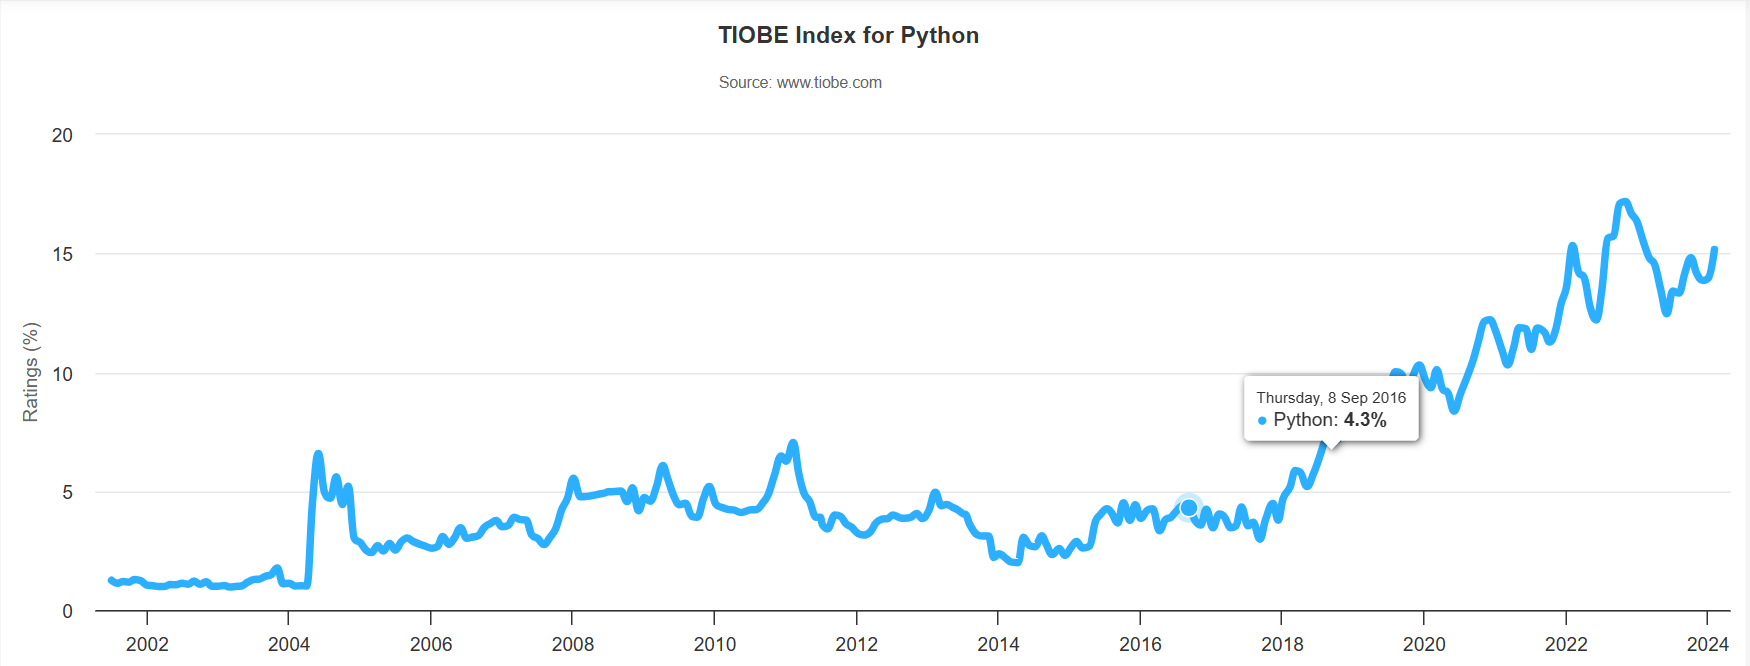 TIOBE Index for Python
Source: www.tiobe.com
20
15
10
5
0
Ratings (%)
Thursday, 8 Sep 2016
Python: 4.3%
2002 2004 2006 2008 2010 2012 2014 2016 2018 2020 2022 2024